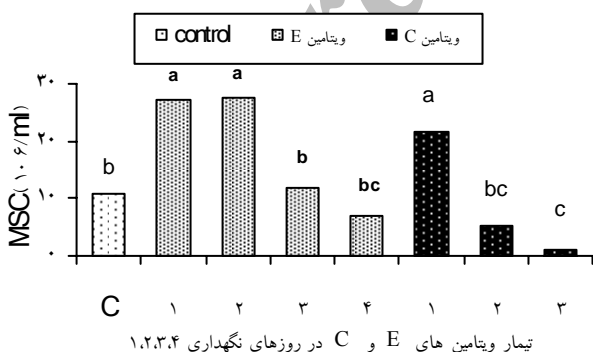 control ویتامین E ویتامین C
MSC(۱۰۶/ml)
۳۰
۲۰
۱۰
۰
b a a b bc a bc c
C ۱ ۲ ۳ ۴ ۱ ۲ ۳
تیمار ویتامین های E و C در روزهای نگهداری ۱،۲،۳،۴